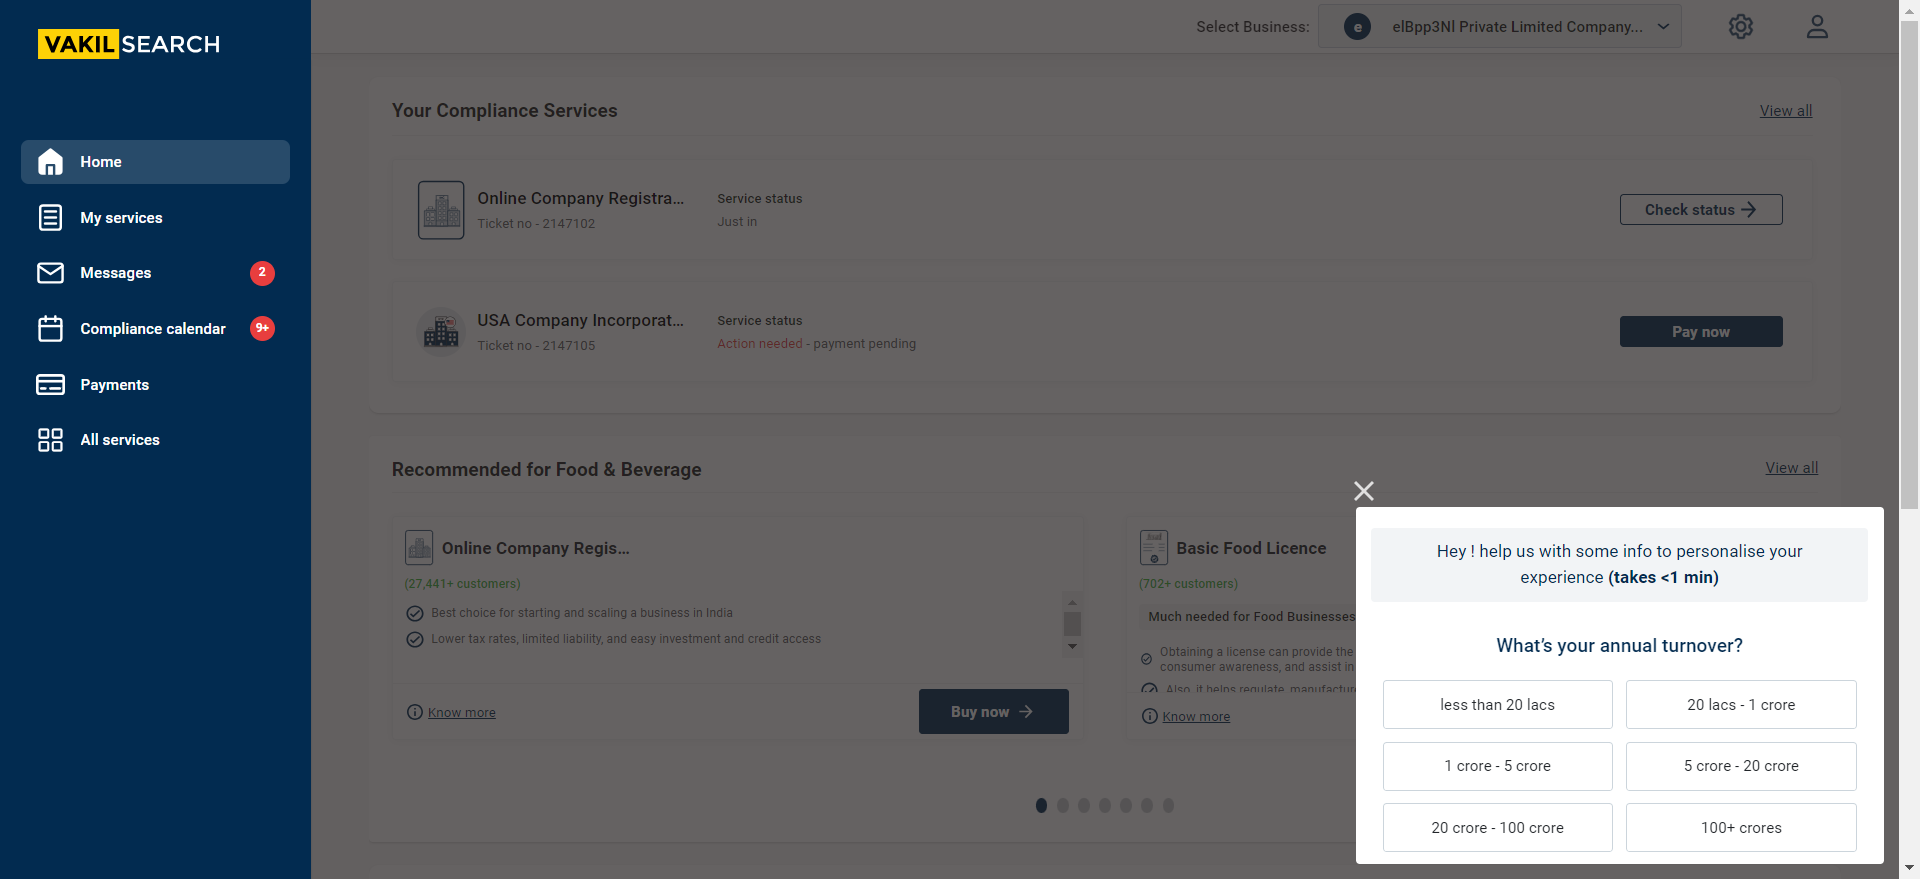 VAKILSEARCH
Home
My services
Messages 2
Compliance calendar 9+
Payments
All services
Select Business: e elBpp3Nl Private Limited Company...
Your Compliance Services View all
Online Company Registra...
Ticket no - 2147102
Service status
Just in
Check status
USA Company Incorporat...
Ticket no - 2147105
Service status
Action needed - payment pending
Pay now
Recommended for Food & Beverage View all
Online Company Regis...
(27,441+ customers)
Best choice for starting and scaling a business in India
Lower tax rates, limited liability, and easy investment and credit access
Know more
Buy now
Basic Food Licence
(702+ customers)
Much needed for Food Businesses
Obtaining a license can provide the
consumer awareness, and assist in
Also, it helps regulate, manufacture
Know more
Hey ! help us with some info to personalise your
experience (takes <1 min)
What's your annual turnover?
less than 20 lacs
20 lacs - 1 crore
1 crore - 5 crore
5 crore - 20 crore
20 crore - 100 crore
100+ crores